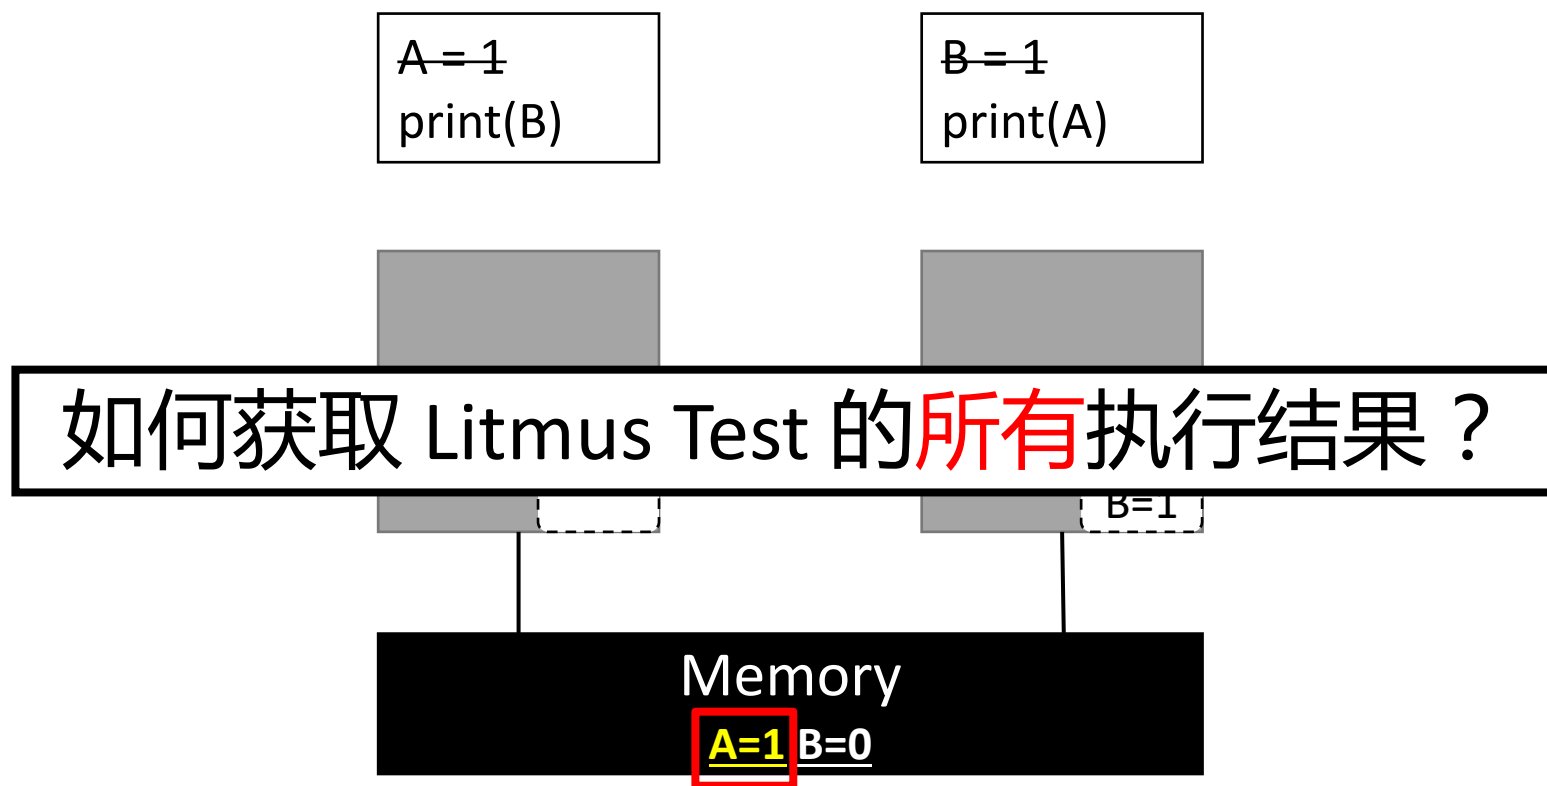 A = 1
print(B)
B = 1
print(A)
如何获取 Litmus Test 的所有执行结果？
B=1
Memory
A=1 B=0